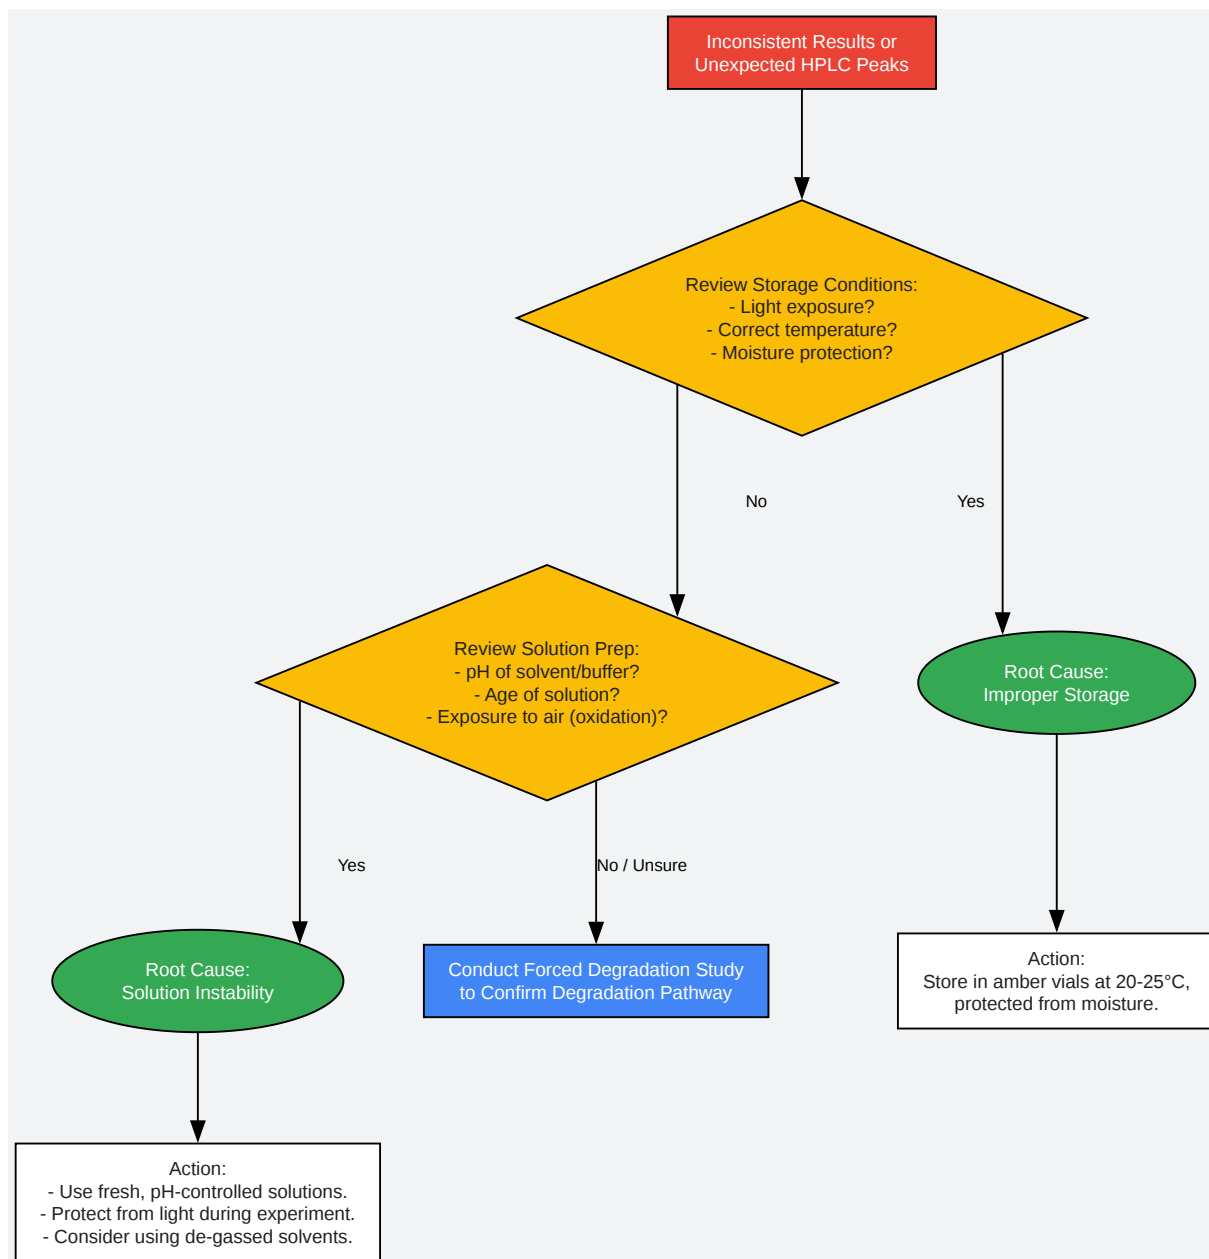 Inconsistent Results or
Unexpected HPLC Peaks
Review Storage Conditions:
- Light exposure?
- Correct temperature?
- Moisture protection?
No
Yes
Review Solution Prep:
- pH of solvent/buffer?
- Age of solution?
- Exposure to air (oxidation)?
Root Cause:
Improper Storage
Yes
No / Unsure
Root Cause:
Solution Instability
Conduct Forced Degradation Study
to Confirm Degradation Pathway
Action:
Store in amber vials at 20-25°C,
protected from moisture.
Action:
- Use fresh, pH-controlled solutions.
- Protect from light during experiment.
- Consider using de-gassed solvents.